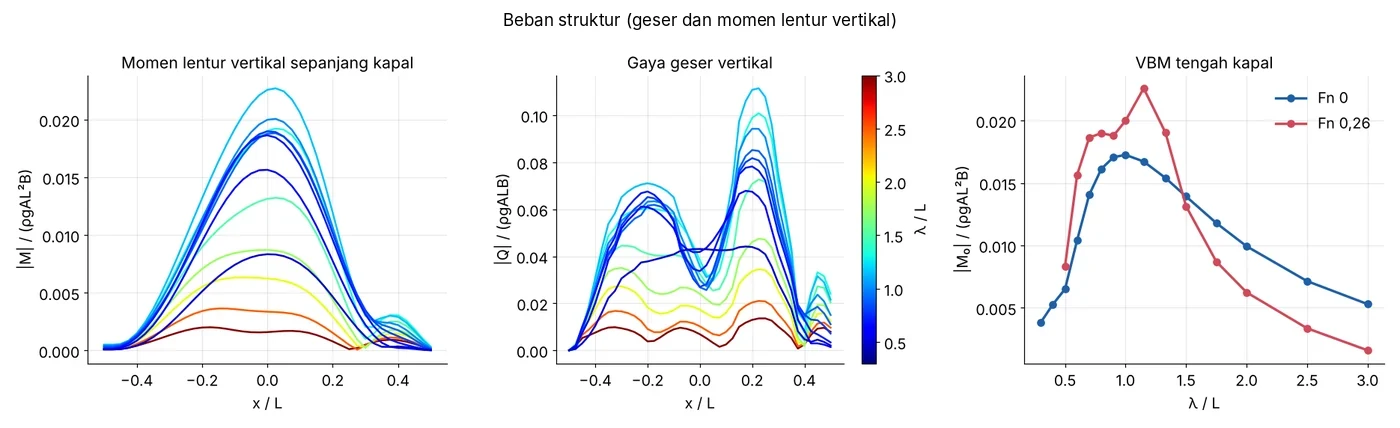 Beban struktur (geser dan momen lentur vertikal)
Momen lentur vertikal sepanjang kapal
|M| / (ρgAL²B)
0.020
0.015
0.010
0.005
0.000
−0.4
−0.2
0.0
0.2
0.4
x / L
Gaya geser vertikal
|Q| / (ρgALB)
0.10
0.08
0.06
0.04
0.02
0.00
−0.4
−0.2
0.0
0.2
0.4
x / L
3.0
2.5
2.0
1.5
1.0
0.5
λ / L
VBM tengah kapal
|M₀| / (ρgAL²B)
0.020
0.015
0.010
0.005
0.5
1.0
1.5
2.0
2.5
3.0
λ / L
Fn 0
Fn 0,26